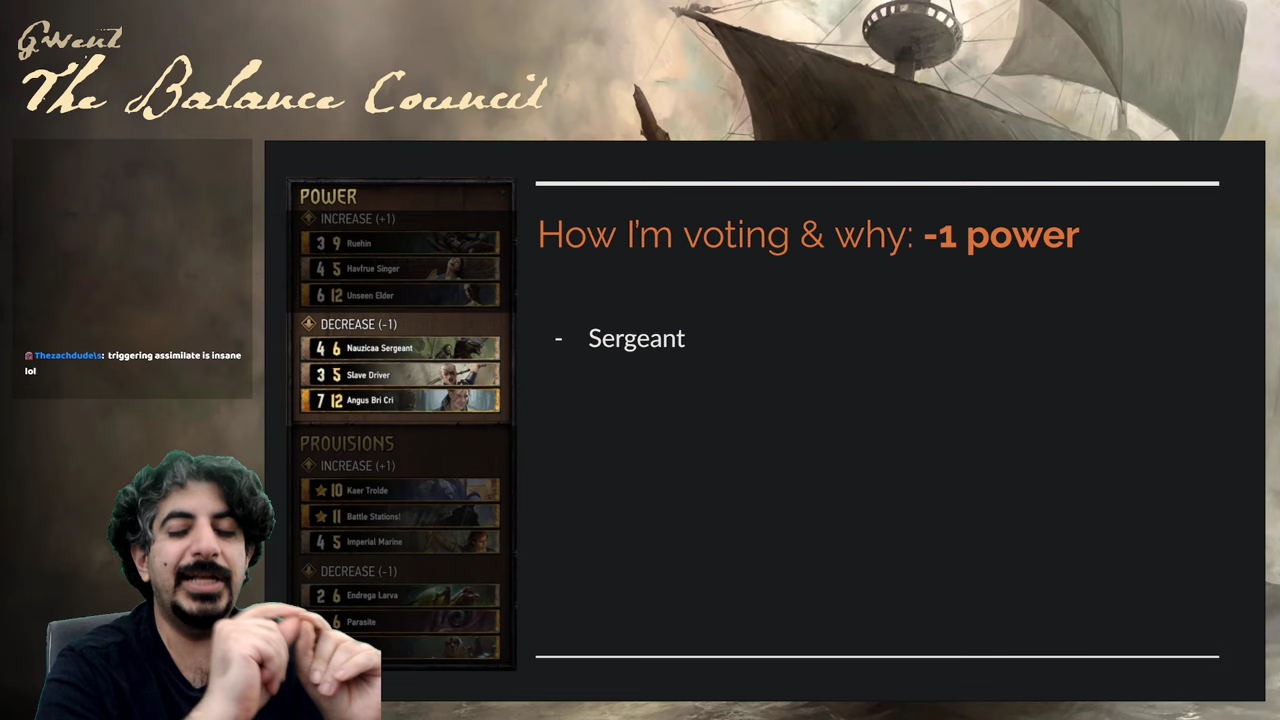 Gwent
The Balance Council
POWER
INCREASE (+1)
3 9 Ruehin
4 5 Havfrue Singer
6 12 Unseen Elder
DECREASE (-1)
4 6 Nauzicaa Sergeant
3 5 Slave Driver
7 12 Angus Bri Cri
PROVISIONS
INCREASE (+1)
10 Kaer Trolde
11 Battle Stations!
4 5 Imperial Marine
DECREASE (-1)
2 6 Endrega Larva
6 Parasite
How I'm voting & why: -1 power
- Sergeant
Thezachdudels: triggering assimilate is insane
lol